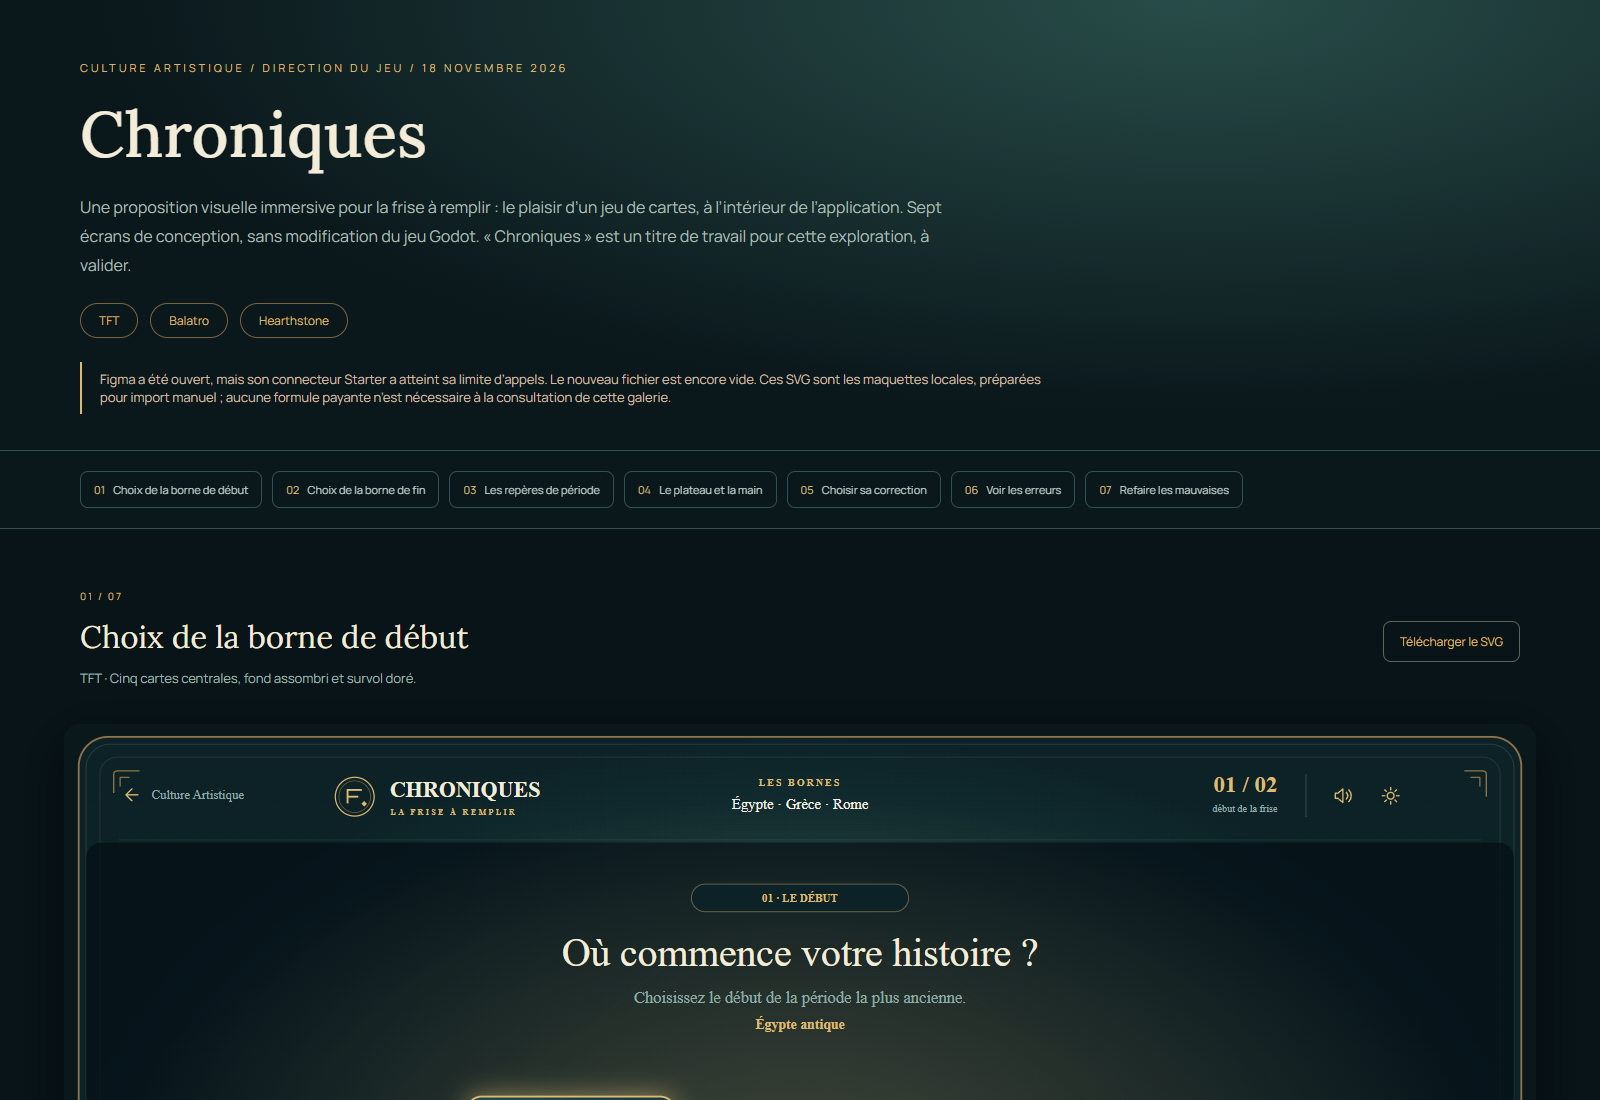 CULTURE ARTISTIQUE / DIRECTION DU JEU / 18 NOVEMBRE 2026
Chroniques
Une proposition visuelle immersive pour la frise à remplir : le plaisir d’un jeu de cartes, à l’intérieur de l’application. Sept
écrans de conception, sans modification du jeu Godot. « Chroniques » est un titre de travail pour cette exploration, à
valider.
TFT
Balatro
Hearthstone
Figma a été ouvert, mais son connecteur Starter a atteint sa limite d’appels. Le nouveau fichier est encore vide. Ces SVG sont les maquettes locales, préparées
pour import manuel ; aucune formule payante n’est nécessaire à la consultation de cette galerie.
01 Choix de la borne de début
02 Choix de la borne de fin
03 Les repères de période
04 Le plateau et la main
05 Choisir sa correction
06 Voir les erreurs
07 Refaire les mauvaises
01 / 07
Choix de la borne de début
Télécharger le SVG
TFT · Cinq cartes centrales, fond assombri et survol doré.
Culture Artistique
F.
CHRONIQUES
LA FRISE À REMPLIR
LES BORNES
Égypte · Grèce · Rome
01 / 02
début de la frise
01 · LE DÉBUT
Où commence votre histoire ?
Choisissez le début de la période la plus ancienne.
Égypte antique